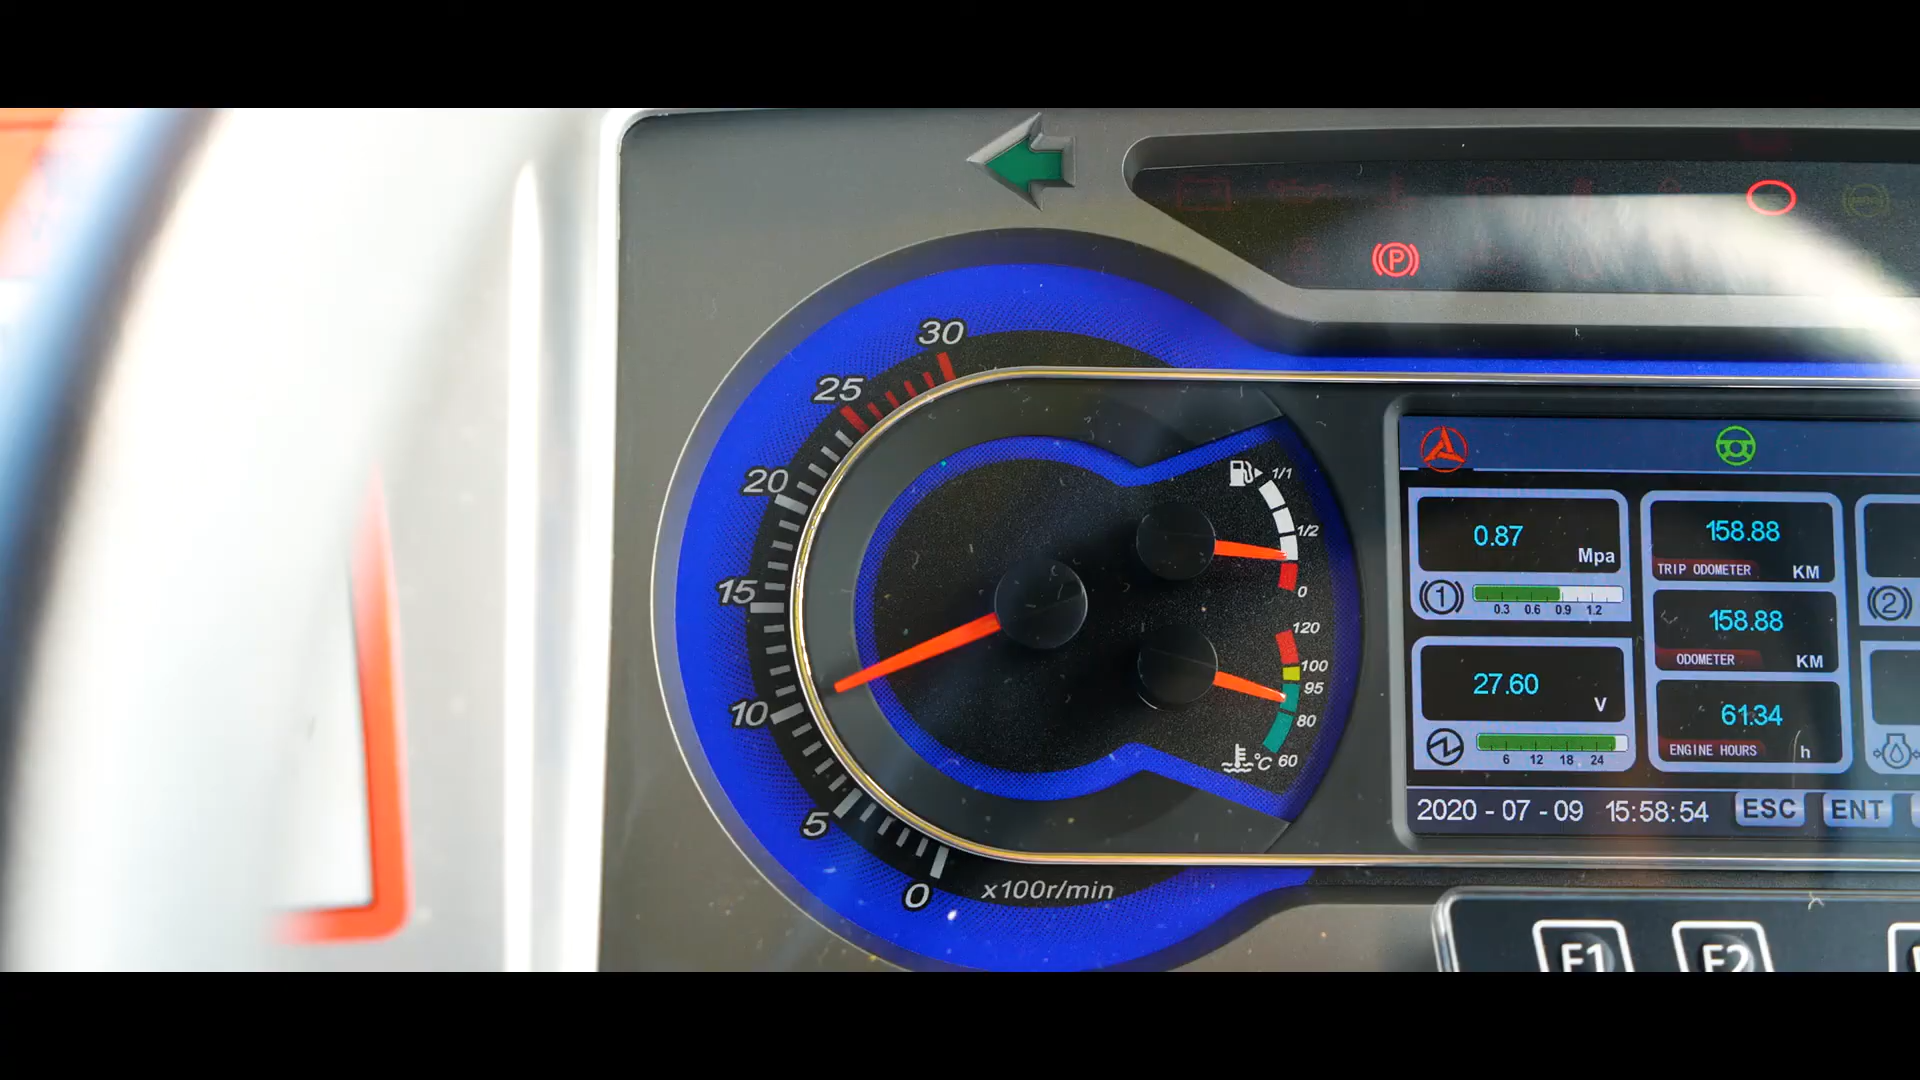 P
30
25
20
15
10
5
0
x100r/min
1/1
1/2
0
120
100
95
80
°C 60
0.87
Mpa
1
0.3 0.6 0.9 1.2
27.60
V
6 12 18 24
158.88
TRIP ODOMETER KM
158.88
ODOMETER KM
61.34
ENGINE HOURS h
2
2020 - 07 - 09 15:58:54 ESC ENT
F1 F2